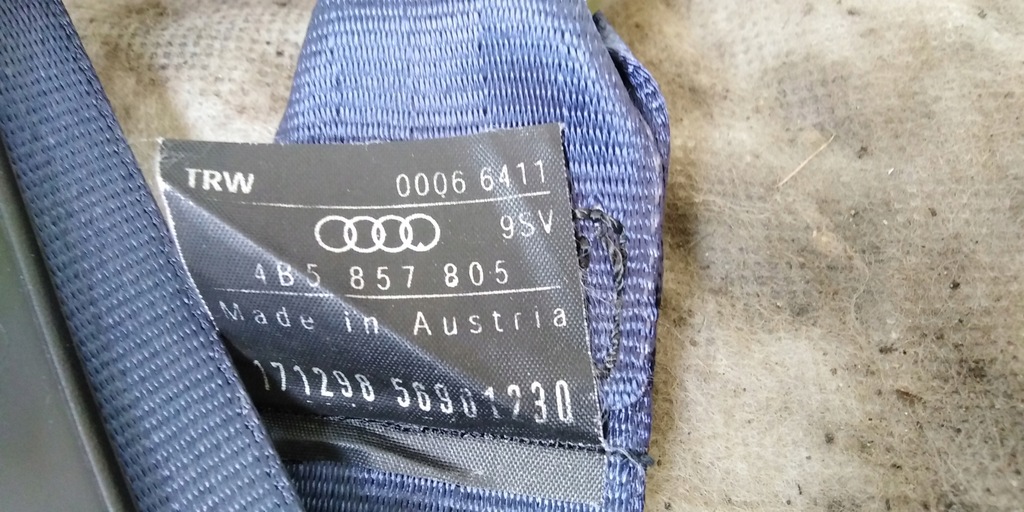 TRW 0006 6411
9SV
4B5 857 805
Made in Austria
171298 56901230